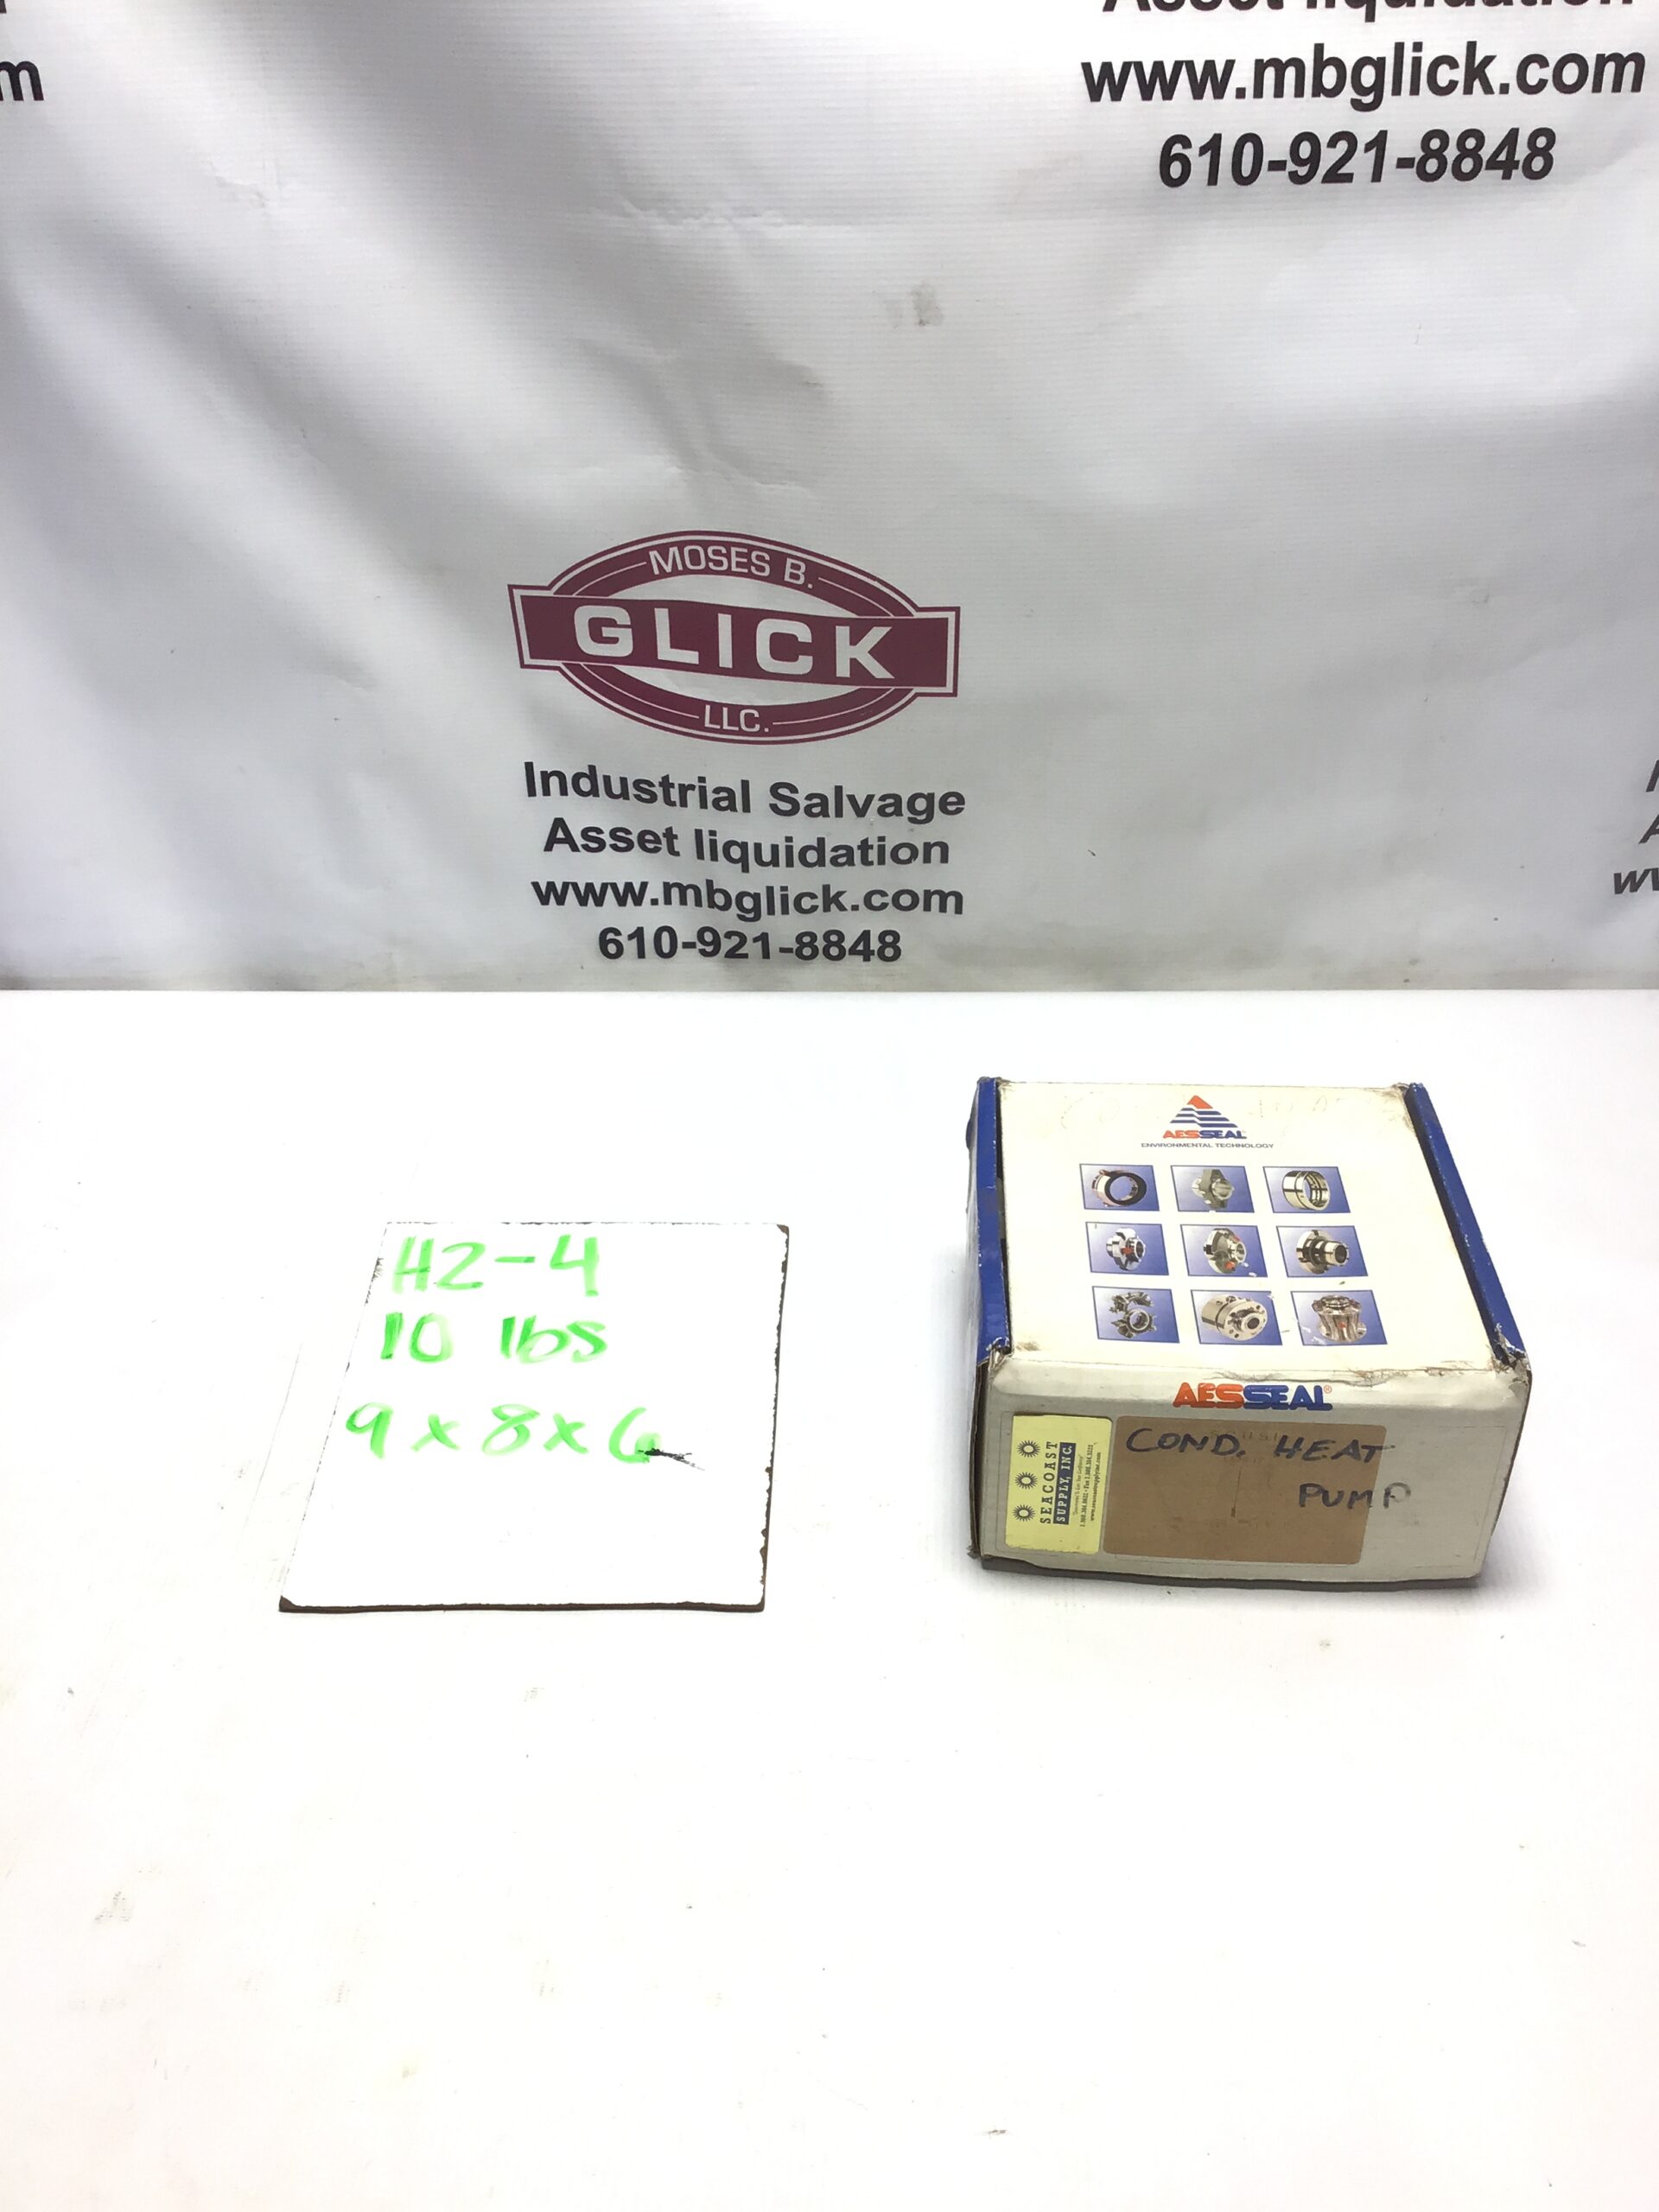 Asset liquidation
www.mbglick.com
610-921-8848
m
MOSES B.
GLICK
LLC.
Industrial Salvage
Asset liquidation
www.mbglick.com
610-921-8848
H2-4
10 lbs
9 x 8 x 6
AESSEAL
ENVIRONMENTAL TECHNOLOGY
AESSEAL®
SEACOAST
SUPPLY, INC.
COND. HEAT
PUMP